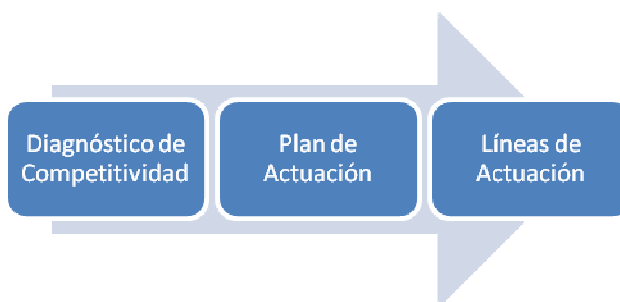 Diagnóstico de
Competitividad
Plan de
Actuación
Líneas de
Actuación